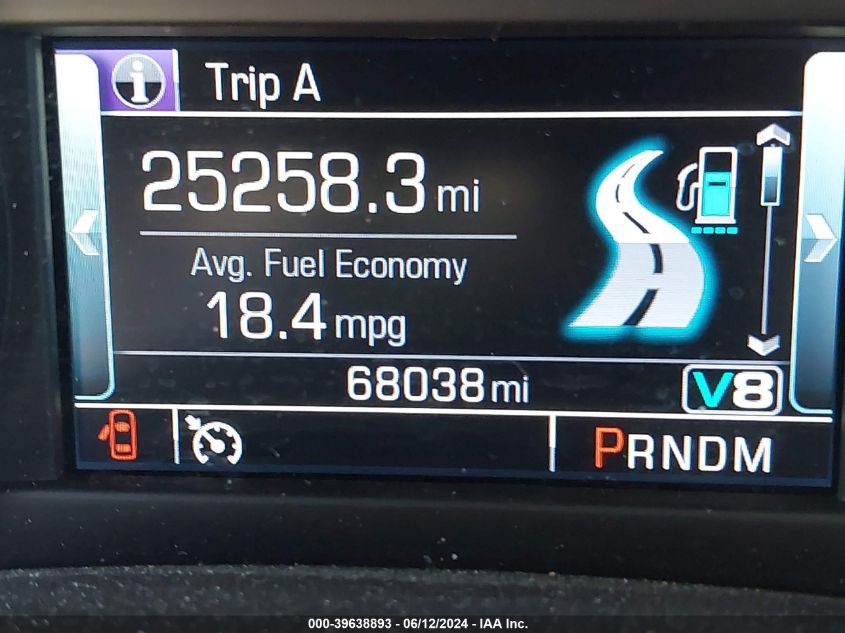 i Trip A
25258.3 mi
Avg. Fuel Economy
18.4 mpg
68038 mi V8
PRNDM
000-39638893 - 06/12/2024 - IAA Inc.